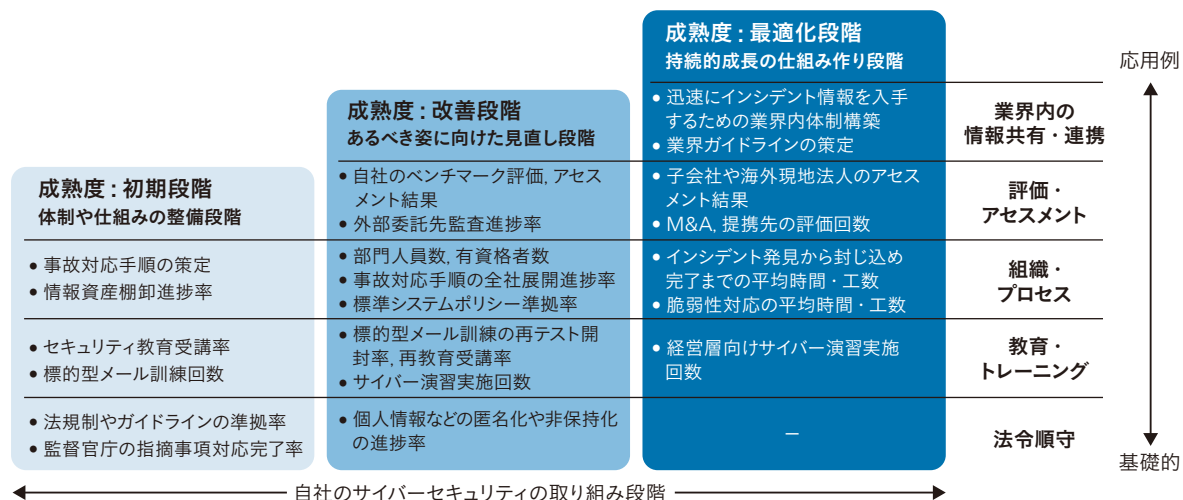 成熟度：最適化段階
持続的成長の仕組み作り段階
応用例
成熟度：改善段階
あるべき姿に向けた見直し段階
• 迅速にインシデント情報を入手
するための業界内体制構築
• 業界ガイドラインの策定
業界内の
情報共有・連携
成熟度：初期段階
体制や仕組みの整備段階
• 自社のベンチマーク評価, アセス
メント結果
• 外部委託先監査進捗率
• 子会社や海外現地法人のアセス
メント結果
• M&A, 提携先の評価回数
評価・
アセスメント
• 事故対応手順の策定
• 情報資産棚卸進捗率
• 部門人員数, 有資格者数
• 事故対応手順の全社展開進捗率
• 標準システムポリシー準拠率
• インシデント発見から封じ込め
完了までの平均時間・工数
• 脆弱性対応の平均時間・工数
組織・
プロセス
• セキュリティ教育受講率
• 標的型メール訓練回数
• 標的型メール訓練の再テスト開
封率, 再教育受講率
• サイバー演習実施回数
• 経営層向けサイバー演習実施
回数
教育・
トレーニング
• 法規制やガイドラインの準拠率
• 監督官庁の指摘事項対応完了率
• 個人情報などの匿名化や非保持化
の進捗率
－
法令順守
基礎的
自社のサイバーセキュリティの取り組み段階